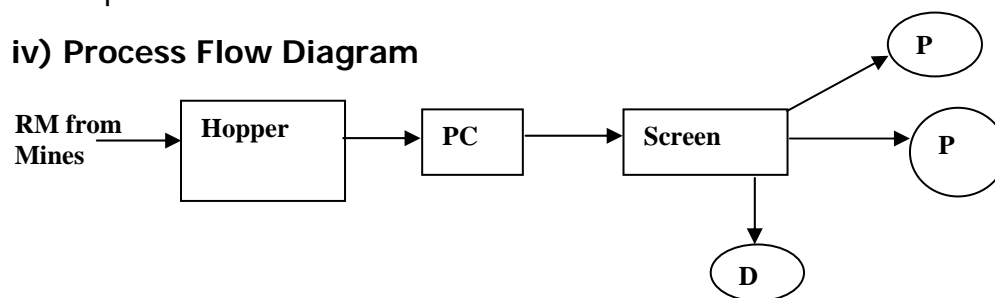 iv) Process Flow Diagram
P
RM from
Mines
Hopper
PC
Screen
P
D